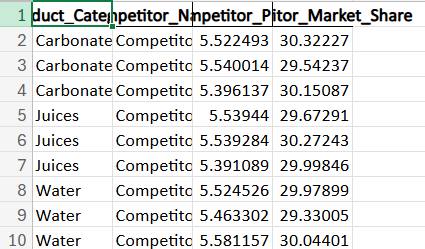 1 duct_Categ npetitor_Na npetitor_P itor_Market_Share
2 Carbonate Competito 5.522493 30.32227
3 Carbonate Competito 5.540014 29.54237
4 Carbonate Competito 5.396137 30.15087
5 Juices Competito 5.53944 29.67291
6 Juices Competito 5.539284 30.27243
7 Juices Competito 5.391089 29.99846
8 Water Competito 5.524526 29.97899
9 Water Competito 5.463302 29.33005
10 Water Competito 5.581157 30.04401